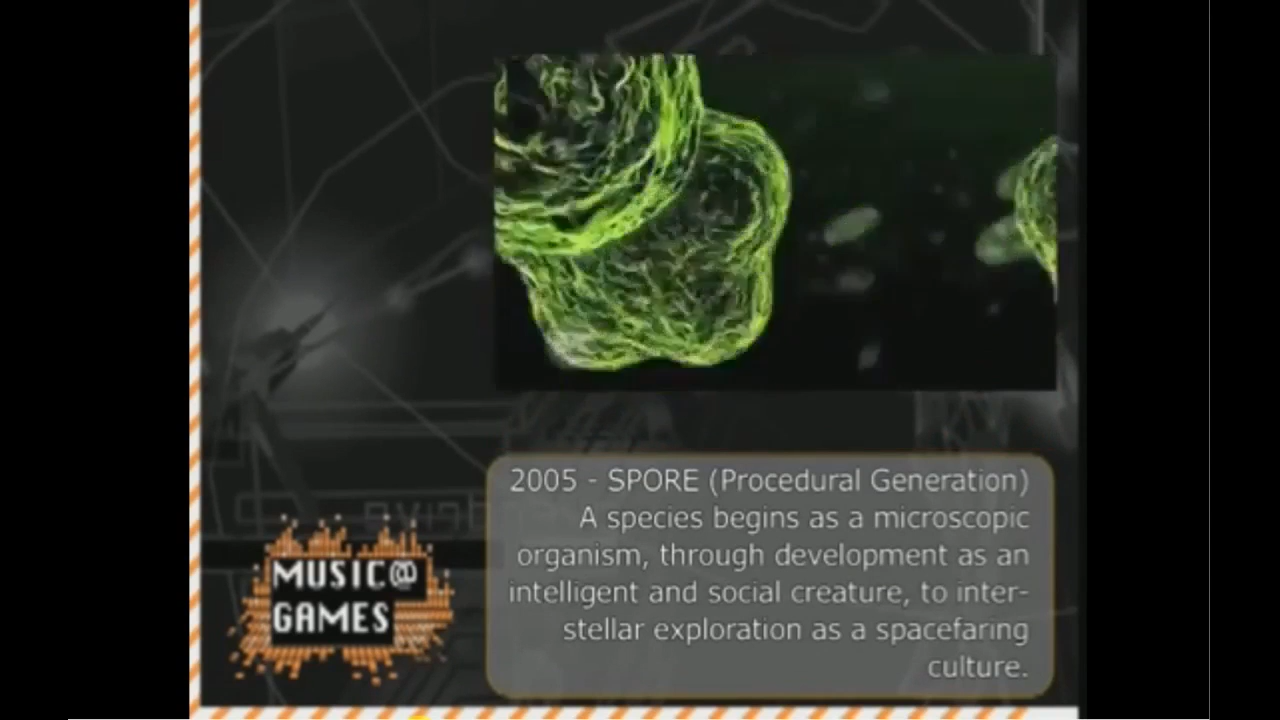 2005 - SPORE (Procedural Generation)
A species begins as a microscopic
organism, through development as an
intelligent and social creature, to inter-
stellar exploration as a spacefaring
culture.
MUSIC@
GAMES